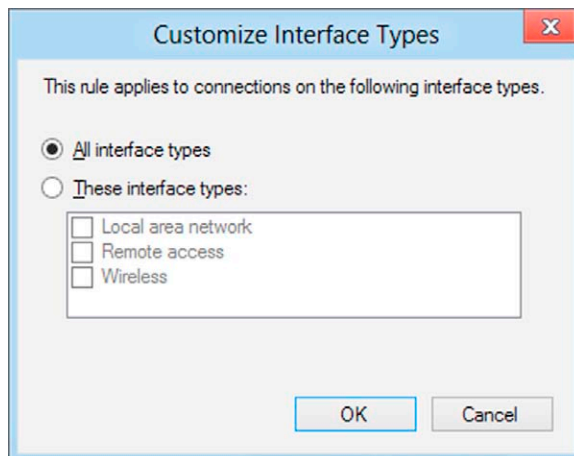 Customize Interface Types
This rule applies to connections on the following interface types.
All interface types
These interface types:
Local area network
Remote access
Wireless
OK
Cancel